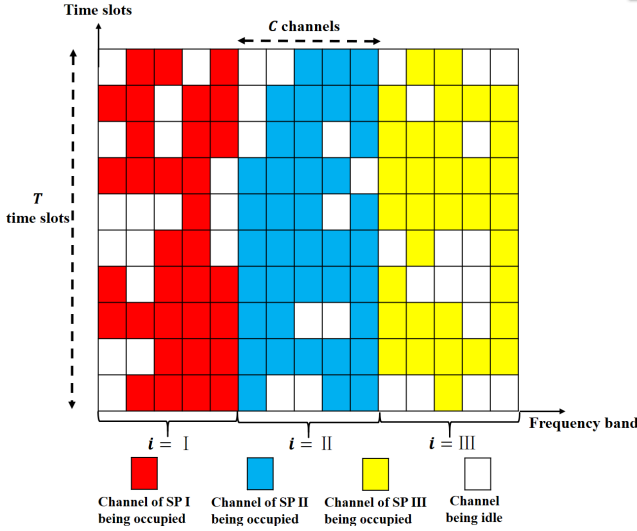 Time slots
C channels
T
time slots
Frequency band
i = I
i = II
i = III
Channel of SP I
being occupied
Channel of SP II
being occupied
Channel of SP III
being occupied
Channel
being idle